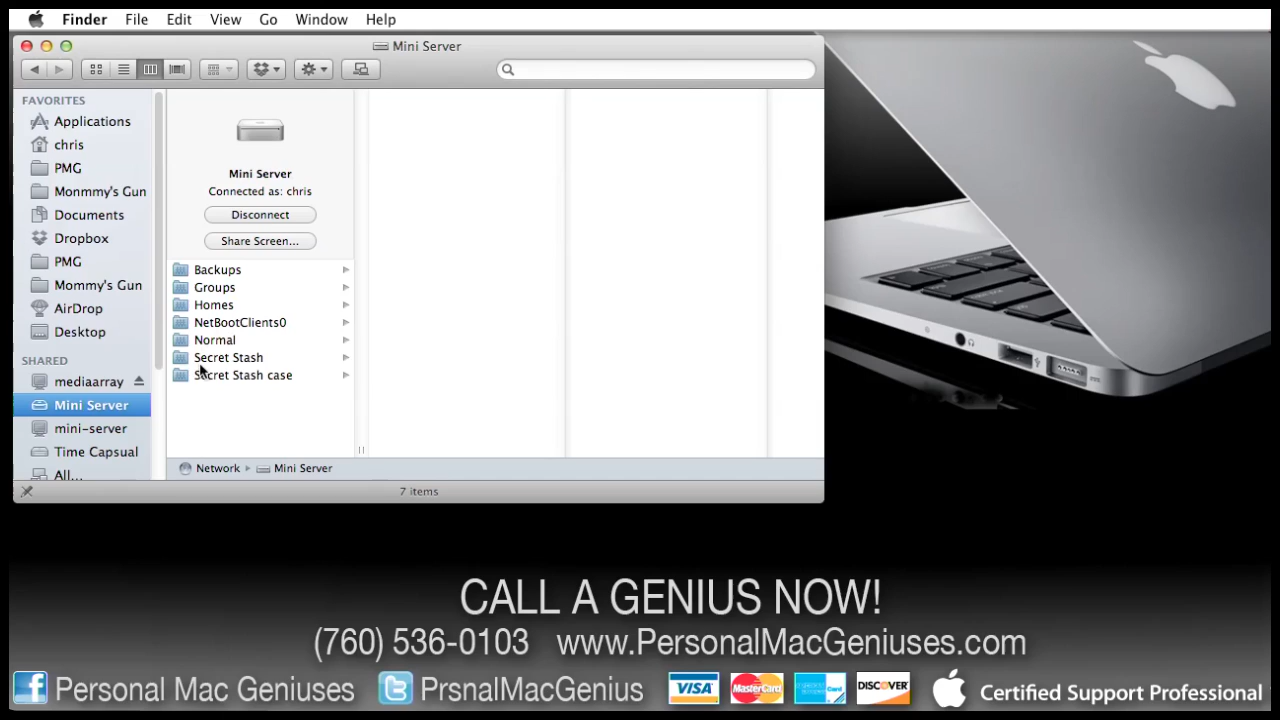 Finder File Edit View Go Window Help
Mini Server
FAVORITES
Applications
chris
PMG
Monmmy's Gun
Documents
Dropbox
PMG
Mommy's Gun
AirDrop
Desktop
SHARED
mediaarray
Mini Server
mini-server
Time Capsual
All...
Mini Server
Connected as: chris
Disconnect
Share Screen...
Backups
Groups
Homes
NetBootClients0
Normal
Secret Stash
Secret Stash case
Network Mini Server
7 items
CALL A GENIUS NOW!
(760) 536-0103 www.PersonalMacGeniuses.com
Personal Mac Geniuses PrsnalMacGenius VISA MasterCard DISCOVER Certified Support Professional